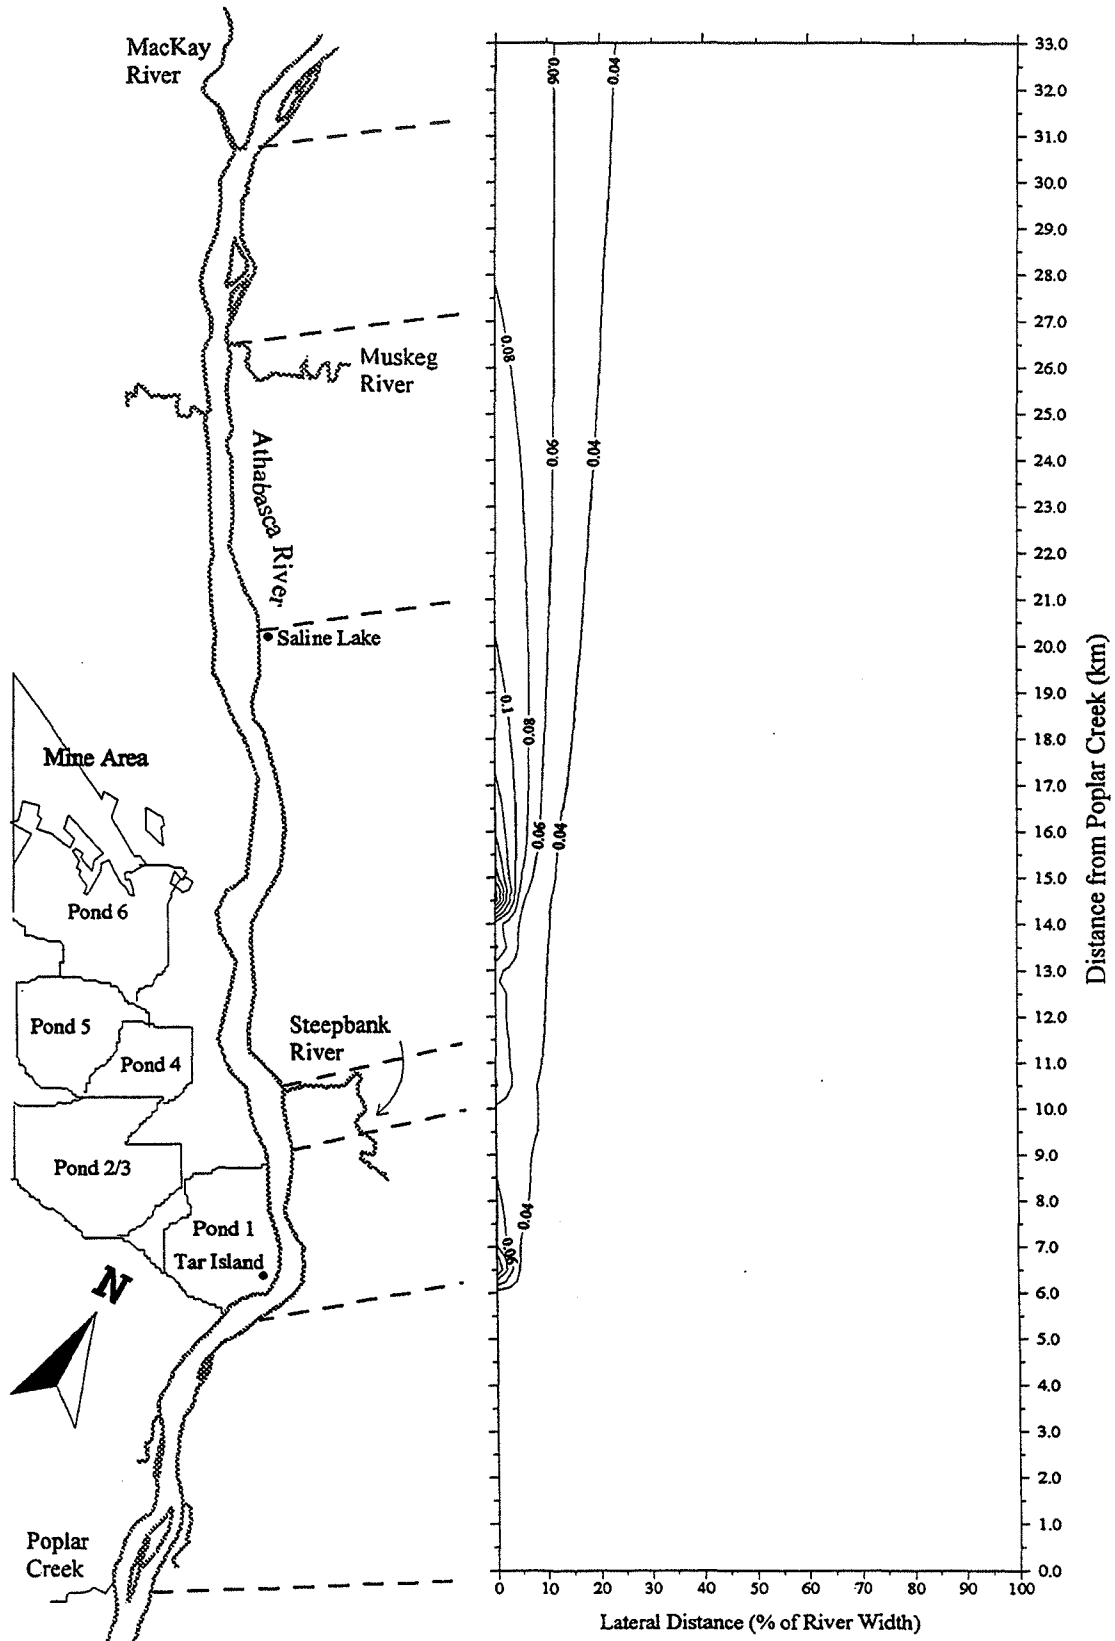 MacKay
River
Muskeg
River
Athabasca River
Saline Lake
Mine Area
Pond 6
Pond 5
Pond 4
Steepbank
River
Pond 2/3
Pond 1
Tar Island
N
Poplar
Creek
0.06
0.04
0.08
0.06
0.04
0.1
0.08
0.06
0.04
0.04
0.06
33.0
32.0
31.0
30.0
29.0
28.0
27.0
26.0
25.0
24.0
23.0
22.0
21.0
20.0
19.0
18.0
17.0
16.0
15.0
14.0
13.0
12.0
11.0
10.0
9.0
8.0
7.0
6.0
5.0
4.0
3.0
2.0
1.0
0.0
Distance from Poplar Creek (km)
0 10 20 30 40 50 60 70 80 90 100
Lateral Distance (% of River Width)